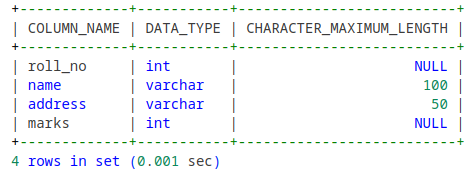 +-------------+-----------+--------------------------+
| COLUMN_NAME | DATA_TYPE | CHARACTER_MAXIMUM_LENGTH |
+-------------+-----------+--------------------------+
| roll_no     | int       |                     NULL |
| name        | varchar   |                      100 |
| address     | varchar   |                       50 |
| marks       | int       |                     NULL |
+-------------+-----------+--------------------------+
4 rows in set (0.001 sec)